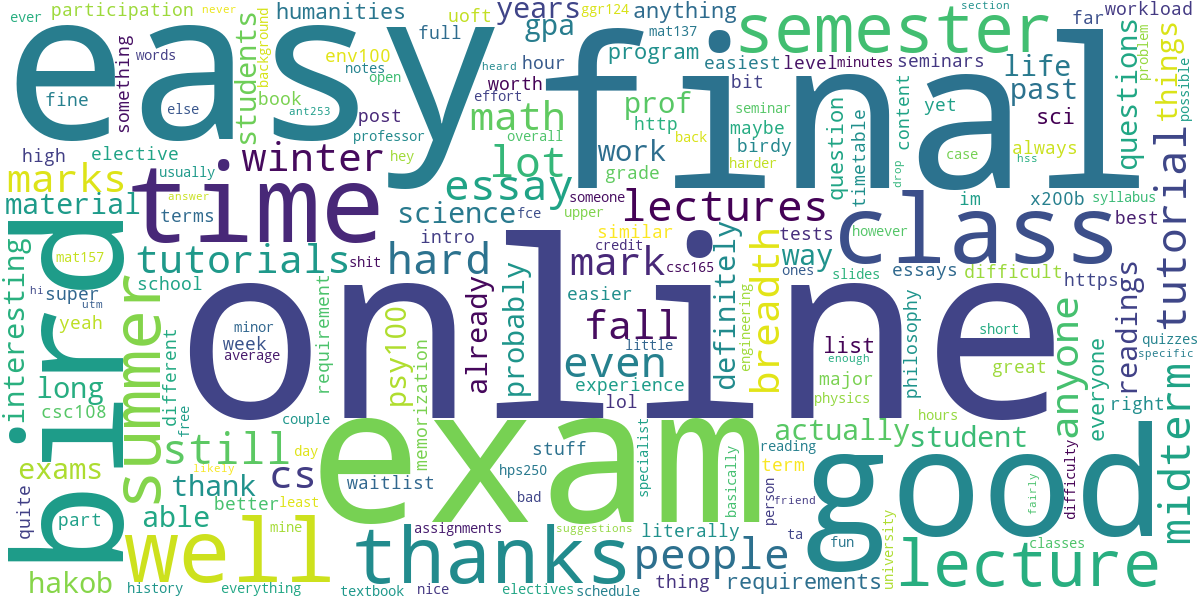 ever
participation
humanities
years
uoft
ggr124
never
anything
section
far
workload
easy
final
semester
background
words
full
gpa
mat137
program
easiest
level
minutes
life
past
questions
things
problem
possible
something
fine
else
students
env100
notes
open
heard
hour
worth
bit
seminars
book
ant253
post
effort
math
prof
http
seminar
maybe
birdy
question
timetable
content
yet
sci
always
professor
hey
overall
back
harder
case
hss
drop
high
elective
usually
winter
lot
work
grade
marks
answer
time
essay
someone
upper
lectures
im
x200b
syllabus
material
terms
science
fce
similar
tests
way
class
however
best
tutorial
bird
interesting
mat157
intro
credit
breadth
definitely
ones
slides
essays
difficult
https
tutorials
hard
mark
csc165
shit
hi
super
utm
school
summer
online
already
probably
easier
engineering
philosophy
readings
anyone
everyone
yeah
different
free
requirement
minor
week
average
psy100
memorization
fall
little
even
experience
lol
list
enough
major
physics
short
great
quizzes
specific
right
midterm
long
csc108
couple
hours
exam
actually
student
still
day
stuff
specialist
basically
reading
term
good
difficulty
fairly
exams
likely
cs
waitlist
hps250
bad
person
friend
quite
part
thank
better
least
able
mine
assignments
suggestions
literally
ta
fun
university
classes
well
thanks
people
lecture
hakob
history
everything
textbook
nice
electives
schedule
thing
requirements